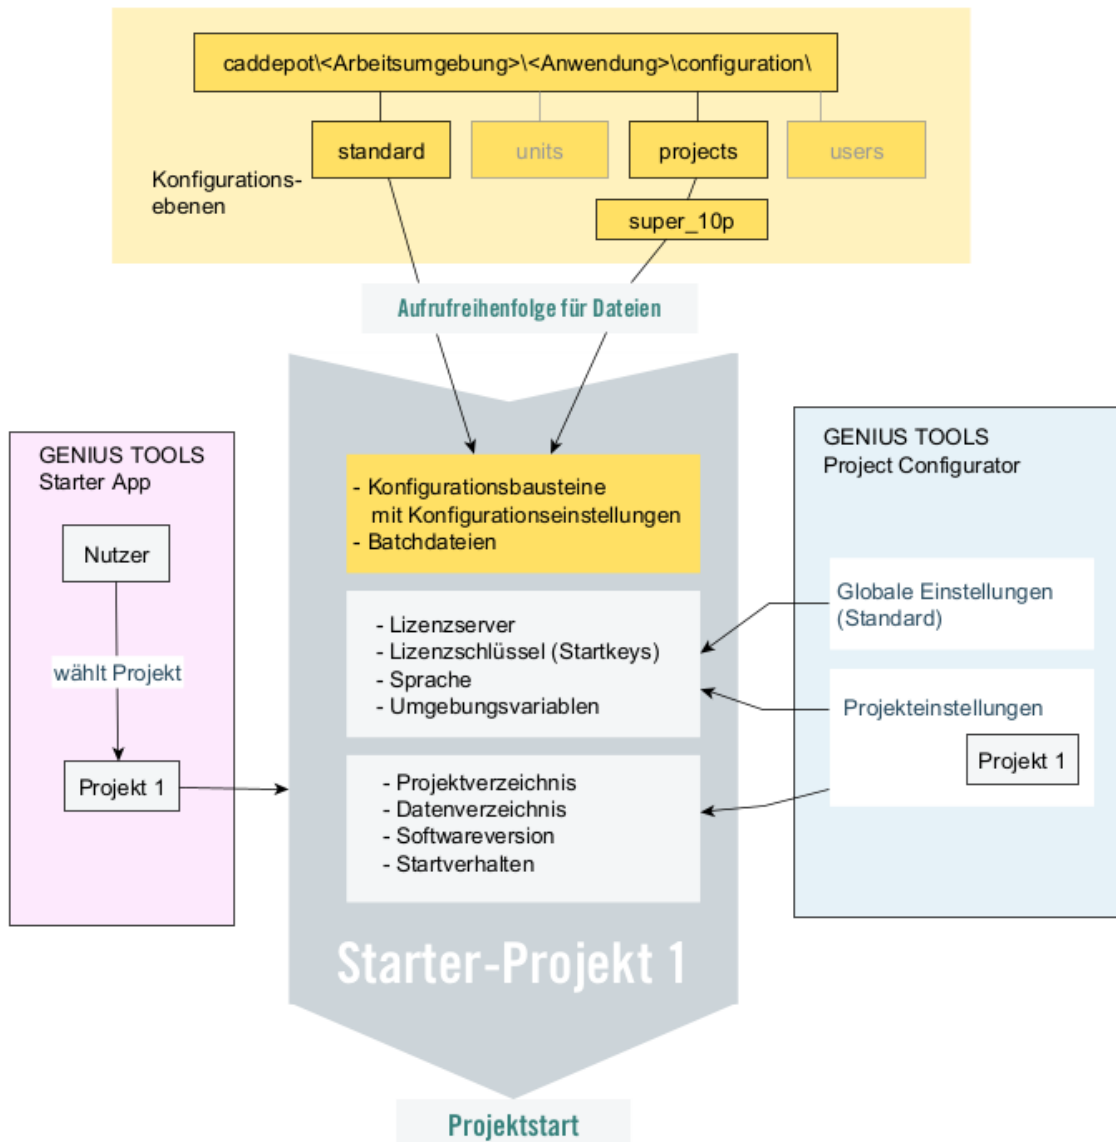 caddepot\<Arbeitsumgebung>\<Anwendung>\configuration\
standard
units
projects
users
Konfigurations-
ebenen
super_10p
Aufrufreihenfolge für Dateien
GENIUS TOOLS
Starter App
Nutzer
wählt Projekt
Projekt 1
- Konfigurationsbausteine
mit Konfigurationseinstellungen
- Batchdateien
- Lizenzserver
- Lizenzschlüssel (Startkeys)
- Sprache
- Umgebungsvariablen
- Projektverzeichnis
- Datenverzeichnis
- Softwareversion
- Startverhalten
GENIUS TOOLS
Project Configurator
Globale Einstellungen
(Standard)
Projekteinstellungen
Projekt 1
Starter-Projekt 1
Projektstart